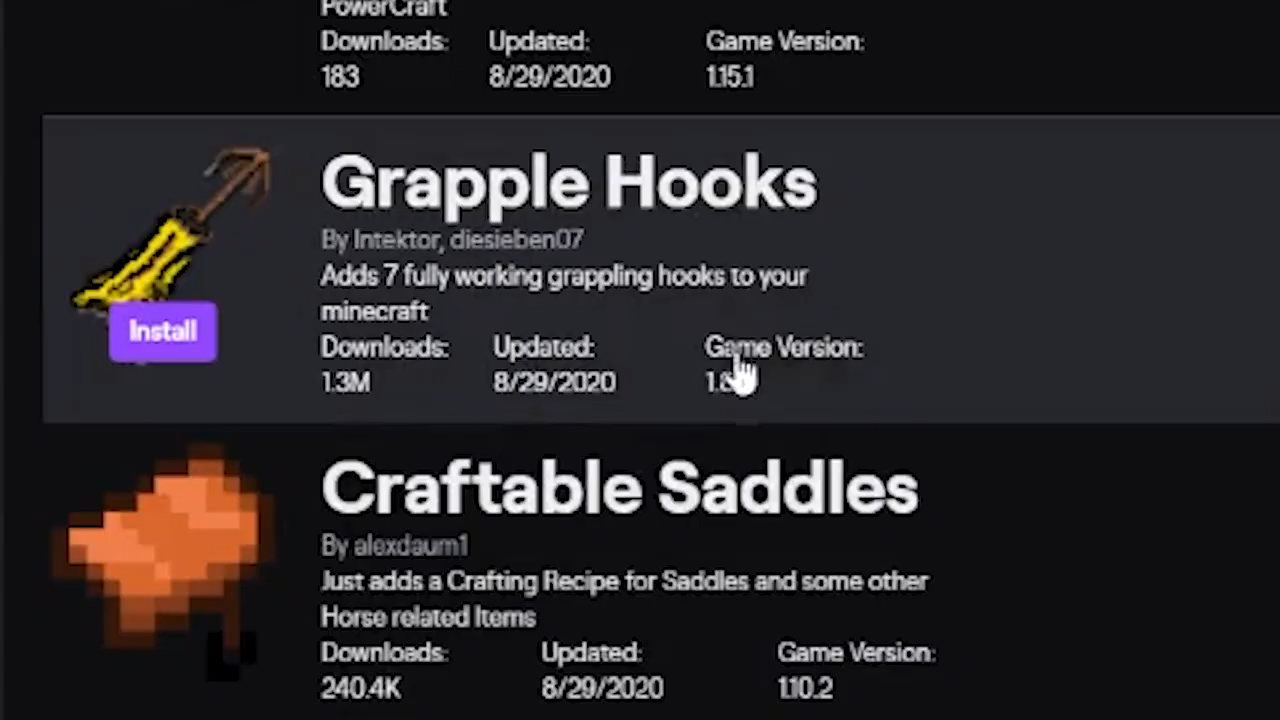 PowerCraft
Downloads: Updated: Game Version:
183 8/29/2020 1.15.1
Grapple Hooks
By Intektor, diesieben07
Adds 7 fully working grappling hooks to your
minecraft
Install
Downloads: Updated: Game Version:
1.3M 8/29/2020
Craftable Saddles
By alexdaum1
Just adds a Crafting Recipe for Saddles and some other
Horse related Items
Downloads: Updated: Game Version:
240.4K 8/29/2020 1.10.2